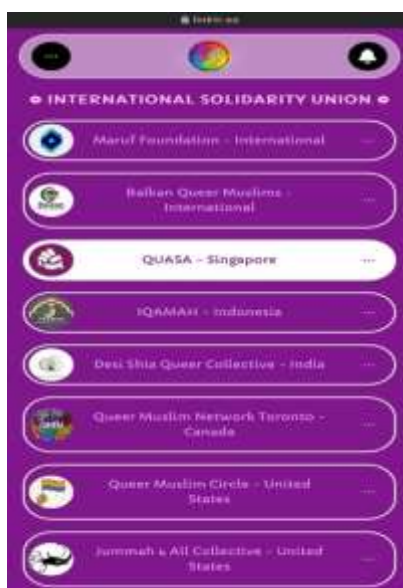 INTERNATIONAL SOLIDARITY UNION
Maruf Foundation - International
Balkan Queer Muslims -
International
QUASA - Singapore
IQAMAH - Indonesia
Desi Shia Queer Collective - India
Queer Muslim Network Toronto -
Canada
Queer Muslim Circle - United
States
Jummah 4 All Collective - United
States